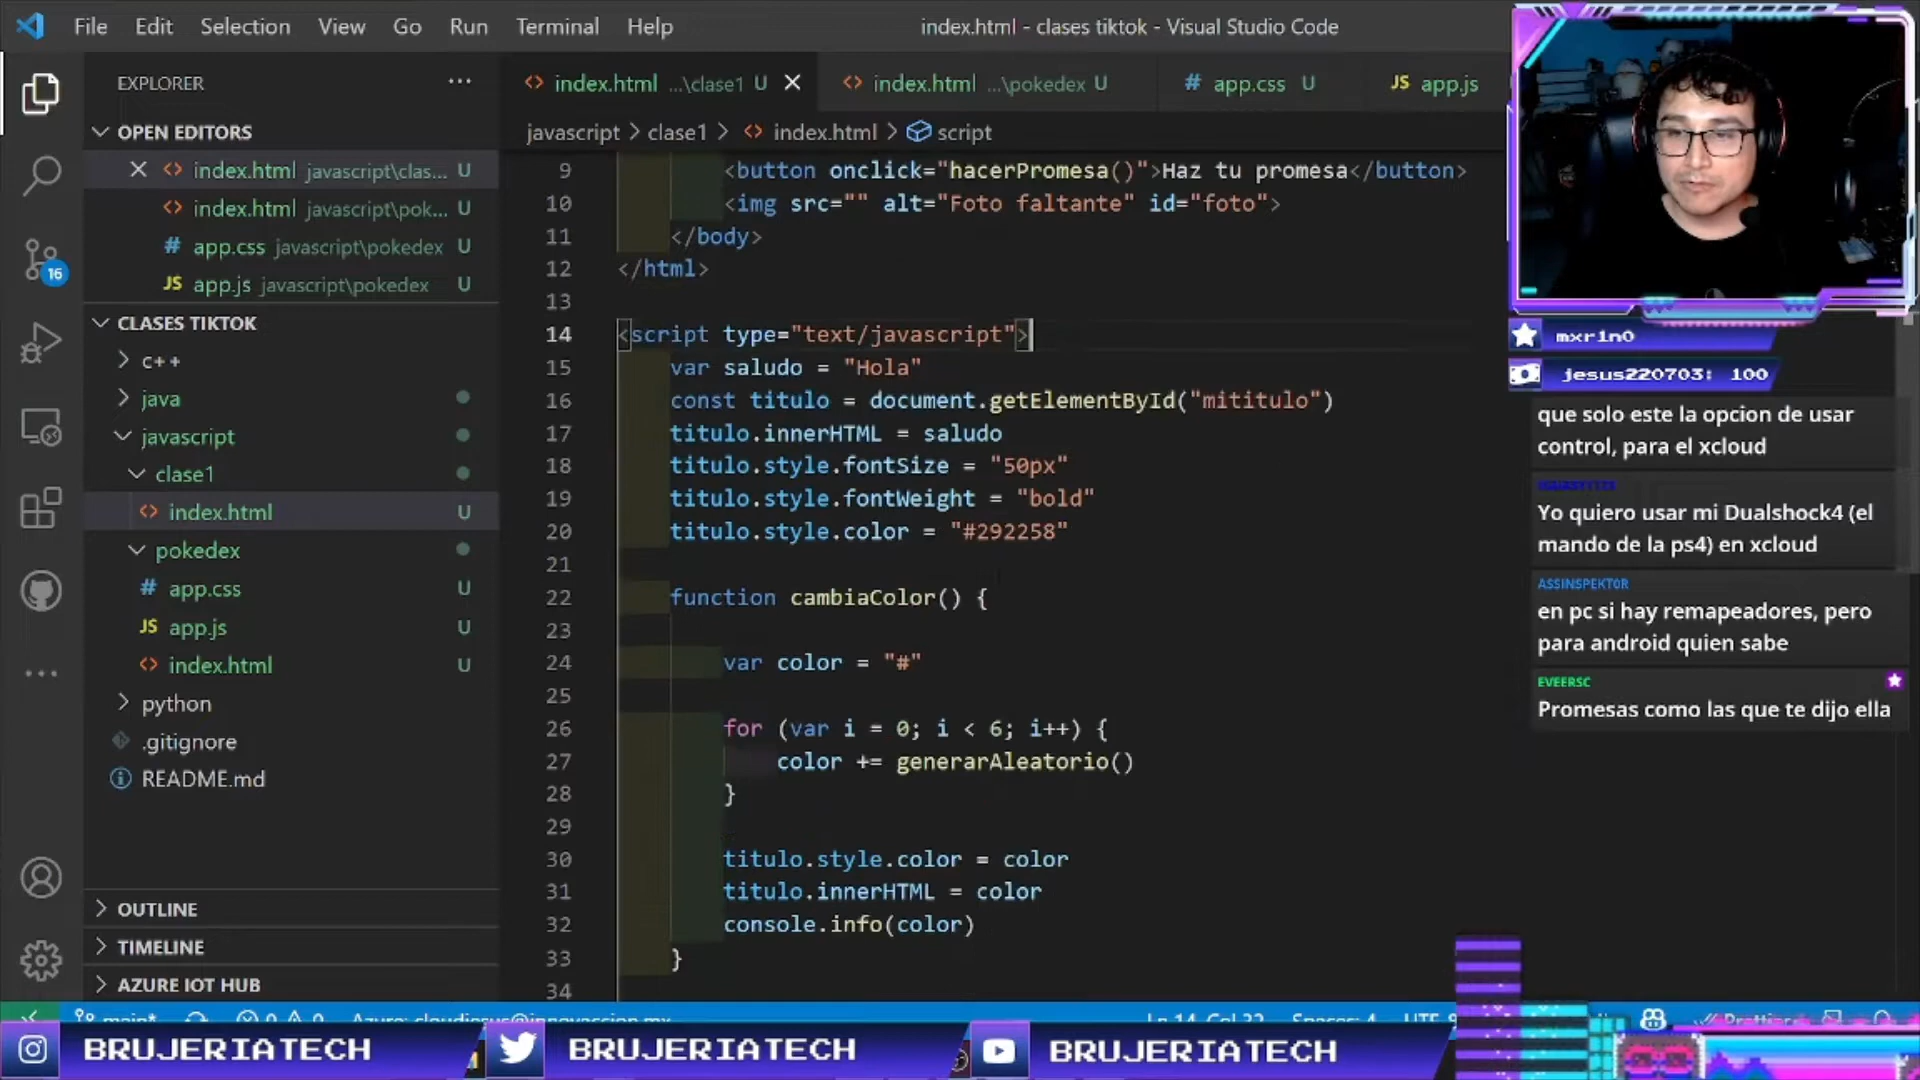 File Edit Selection View Go Run Terminal Help
index.html - clases tiktok - Visual Studio Code
EXPLORER
OPEN EDITORS
index.html javascript\clas... U
index.html javascript\pok... U
app.css javascript\pokedex U
app.js javascript\pokedex U
CLASES TIKTOK
c++
java
javascript
clase1
index.html U
pokedex
app.css U
app.js U
index.html U
python
.gitignore
README.md
OUTLINE
TIMELINE
AZURE IOT HUB
16
index.html ...\clase1 U
index.html ...\pokedex U
app.css U
app.js
javascript > clase1 > index.html > script
9 <button onclick="hacerPromesa()">Haz tu promesa</button>
10 <img src="" alt="Foto faltante" id="foto">
11 </body>
12 </html>
13
14 <script type="text/javascript">
15 var saludo = "Hola"
16 const titulo = document.getElementById("mititulo")
17 titulo.innerHTML = saludo
18 titulo.style.fontSize = "50px"
19 titulo.style.fontWeight = "bold"
20 titulo.style.color = "#292258"
21
22 function cambiaColor() {
23
24 var color = "#"
25
26 for (var i = 0; i < 6; i++) {
27 color += generarAleatorio()
28 }
29
30 titulo.style.color = color
31 titulo.innerHTML = color
32 console.info(color)
33 }
34
mxr1n0
jesus220703: 100
que solo este la opcion de usar
control, para el xcloud
Yo quiero usar mi Dualshock4 (el
mando de la ps4) en xcloud
ASSINSPEKTOR
en pc si hay remapeadores, pero
para android quien sabe
EVEERSC
Promesas como las que te dijo ella
main* 0 0
Ln 14, Col 32 Spaces: 4 Prettier
BRUJERIATECH
BRUJERIATECH
BRUJERIATECH